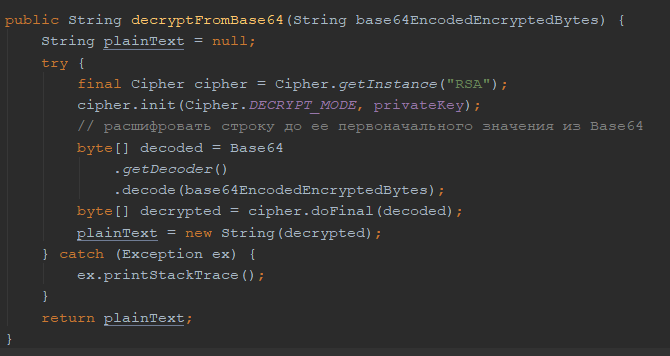 public String decryptFromBase64(String base64EncodedEncryptedBytes) {
    String plainText = null;
    try {
        final Cipher cipher = Cipher.getInstance("RSA");
        cipher.init(Cipher.DECRYPT_MODE, privateKey);
        // расшифровать строку до ее первоначального значения из Base64
        byte[] decoded = Base64
            .getDecoder()
            .decode(base64EncodedEncryptedBytes);
        byte[] decrypted = cipher.doFinal(decoded);
        plainText = new String(decrypted);
    } catch (Exception ex) {
        ex.printStackTrace();
    }
    return plainText;
}